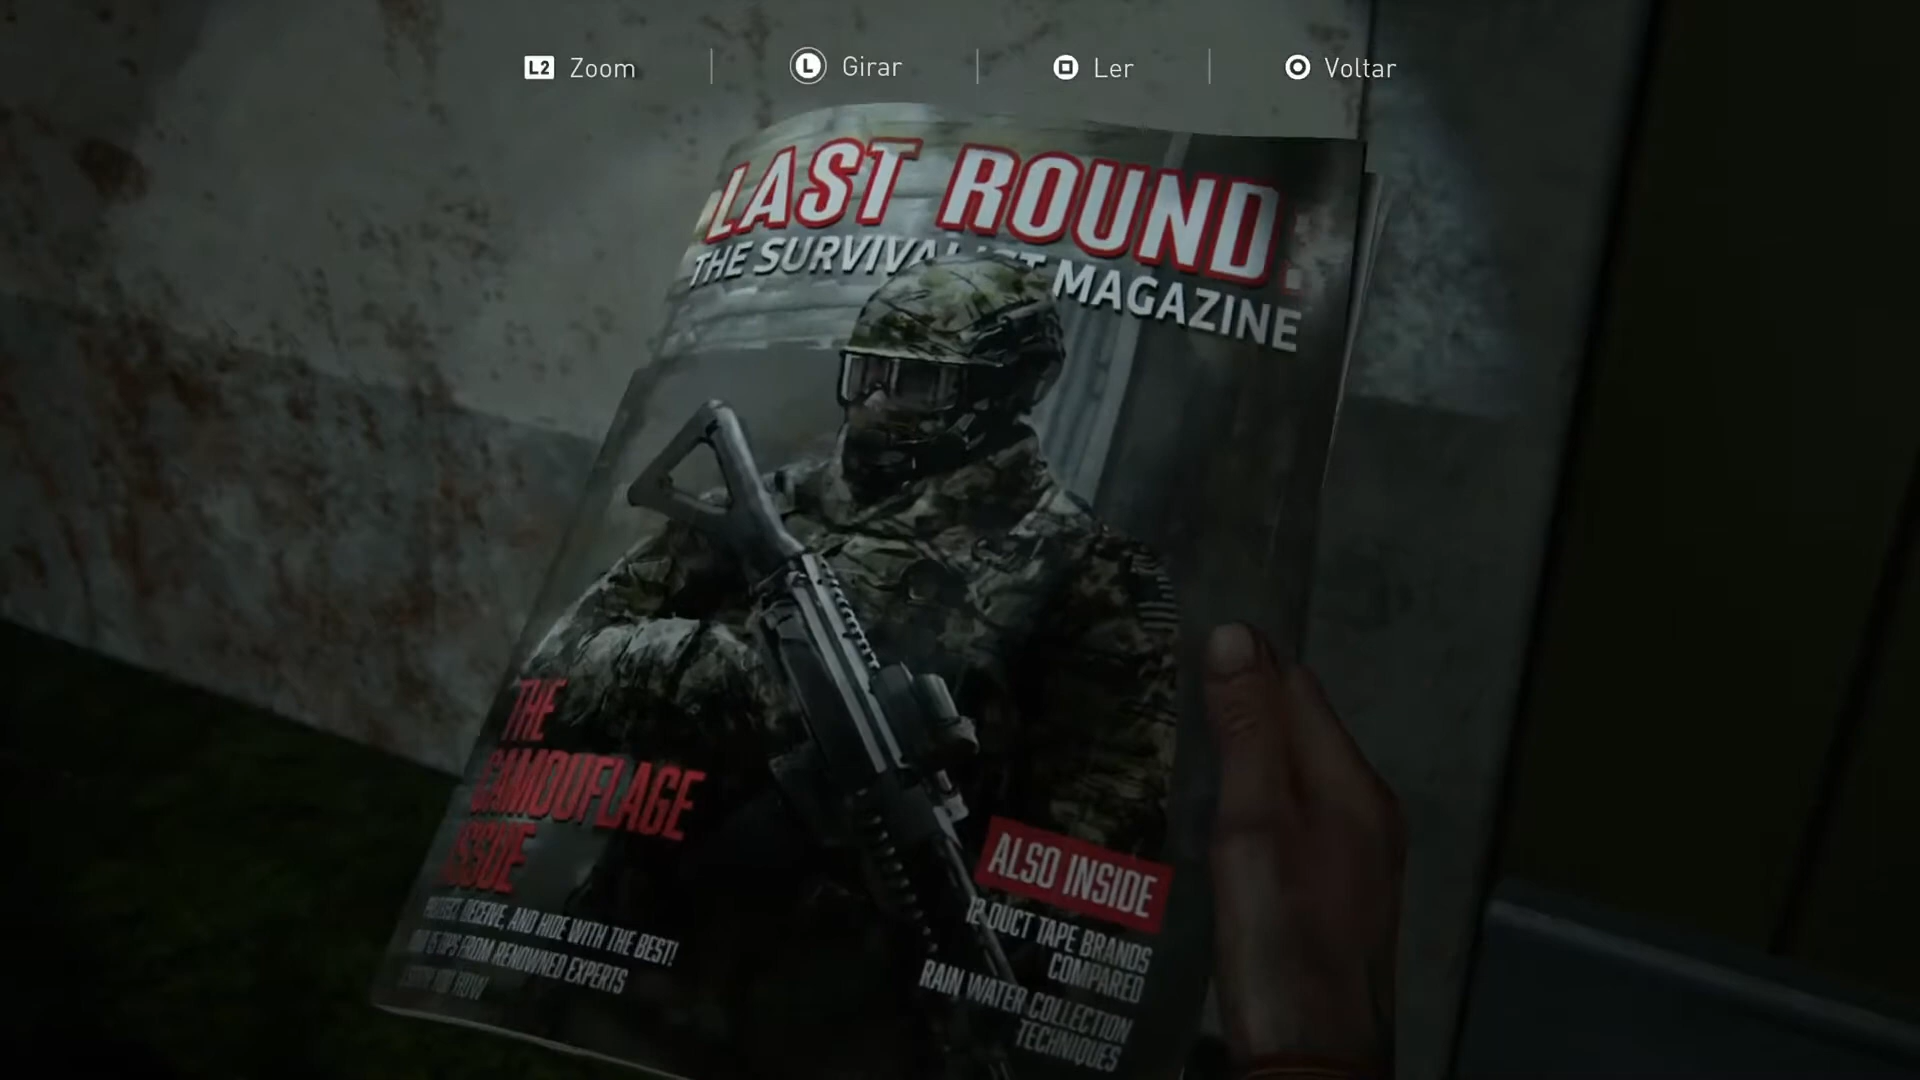 L2 Zoom
L Girar
Ler
Voltar
LAST ROUND:
THE SURVIVALIST MAGAZINE
THE
CAMOUFLAGE
ISSUE
DECEIVE, AND HIDE WITH THE BEST!
TIPS FROM RENOWNED EXPERTS
ALSO INSIDE
12 DUCT TAPE BRANDS
COMPARED
RAIN WATER COLLECTION
TECHNIQUES